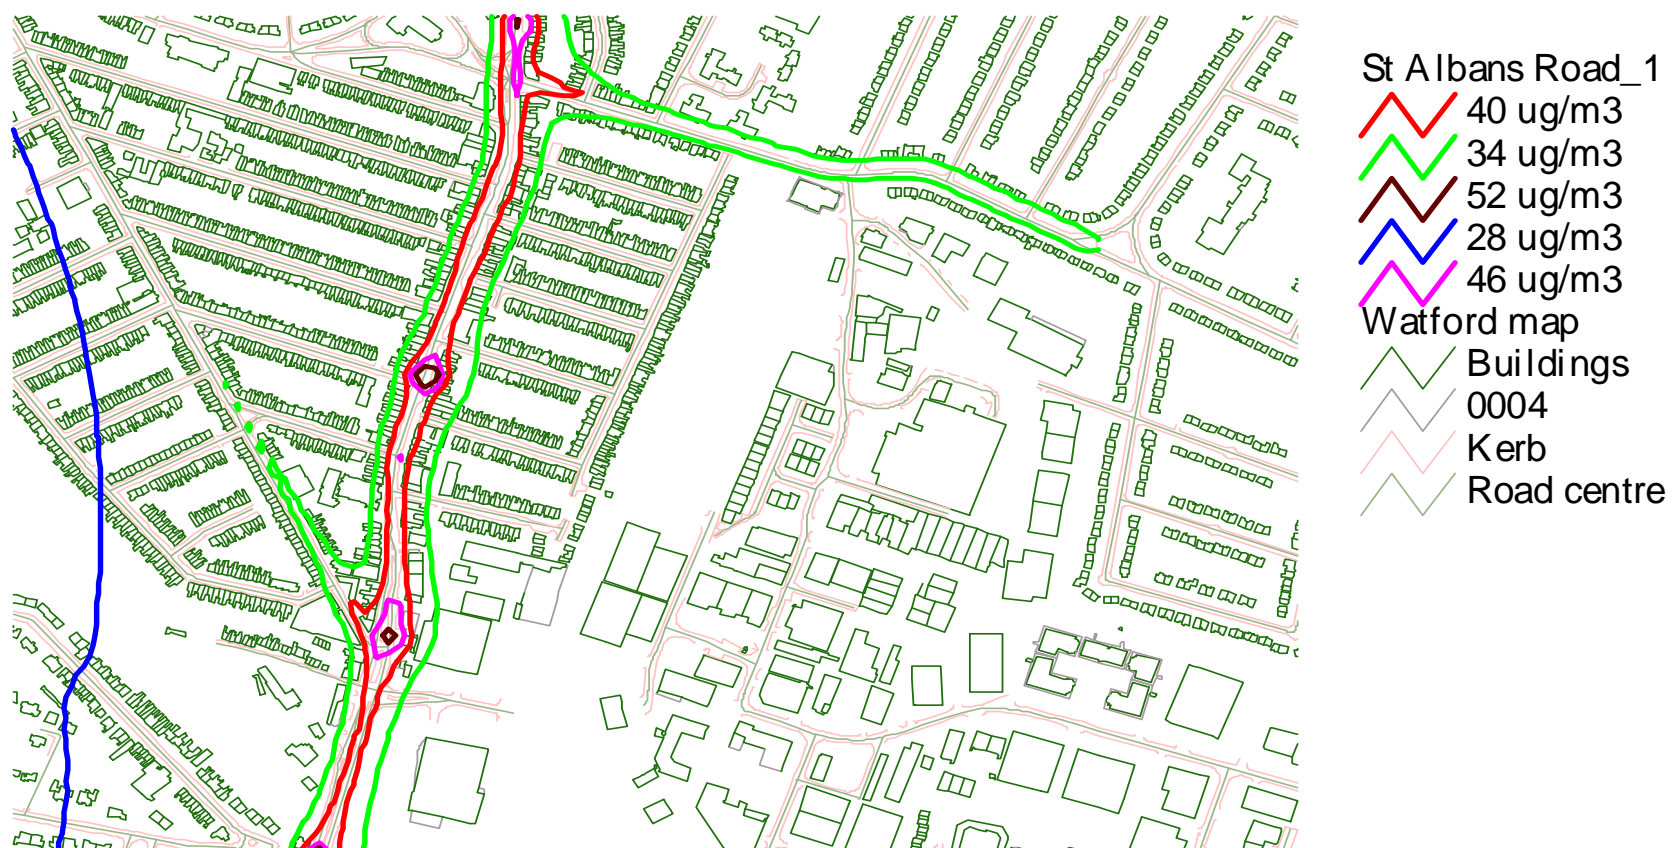 St Albans Road_1
40 ug/m3
34 ug/m3
52 ug/m3
28 ug/m3
46 ug/m3
Watford map
Buildings
0004
Kerb
Road centre